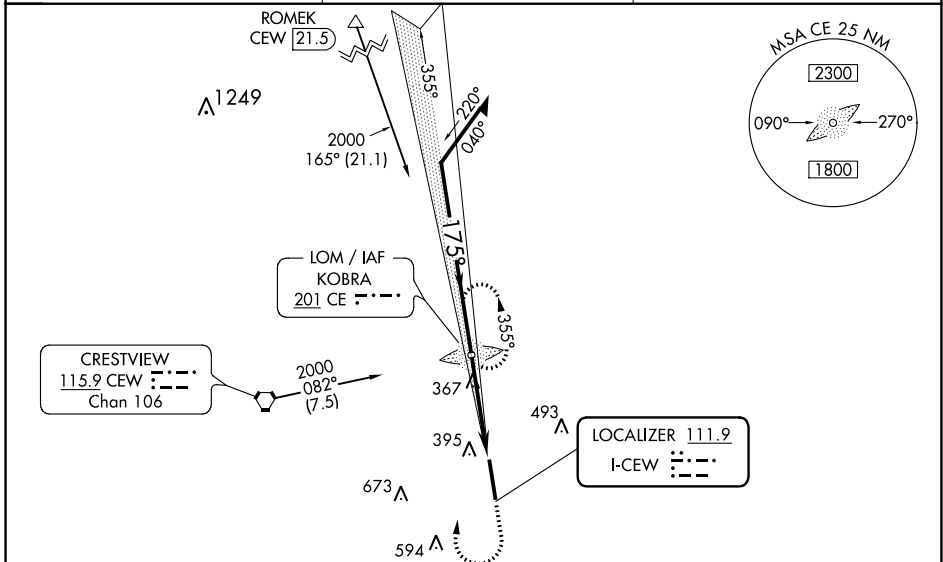 ROMEK
CEW 21.5
1249
2000
165° (21.1)
355°
220°
040°
175°
MSA CE 25 NM
2300
090°
270°
1800
LOM / IAF
KOBRA
201 CE
355°
CRESTVIEW
115.9 CEW
Chan 106
2000
082°
(7.5)
367
493
395
LOCALIZER 111.9
I-CEW
673
594